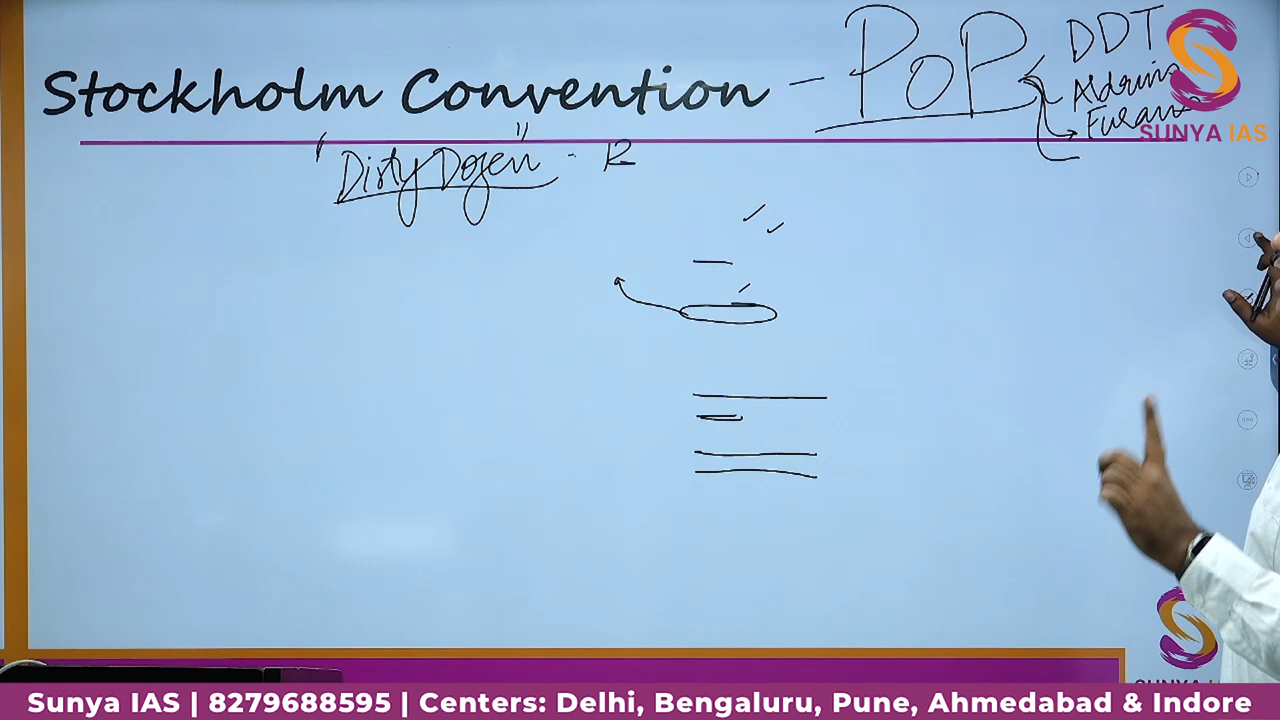 Stockholm Convention - POP
DDT
Aldrin
Furans
SUNYA IAS
"Dirty Dozen" - 12
Sunya IAS | 8279688595 | Centers: Delhi, Bengaluru, Pune, Ahmedabad & Indore